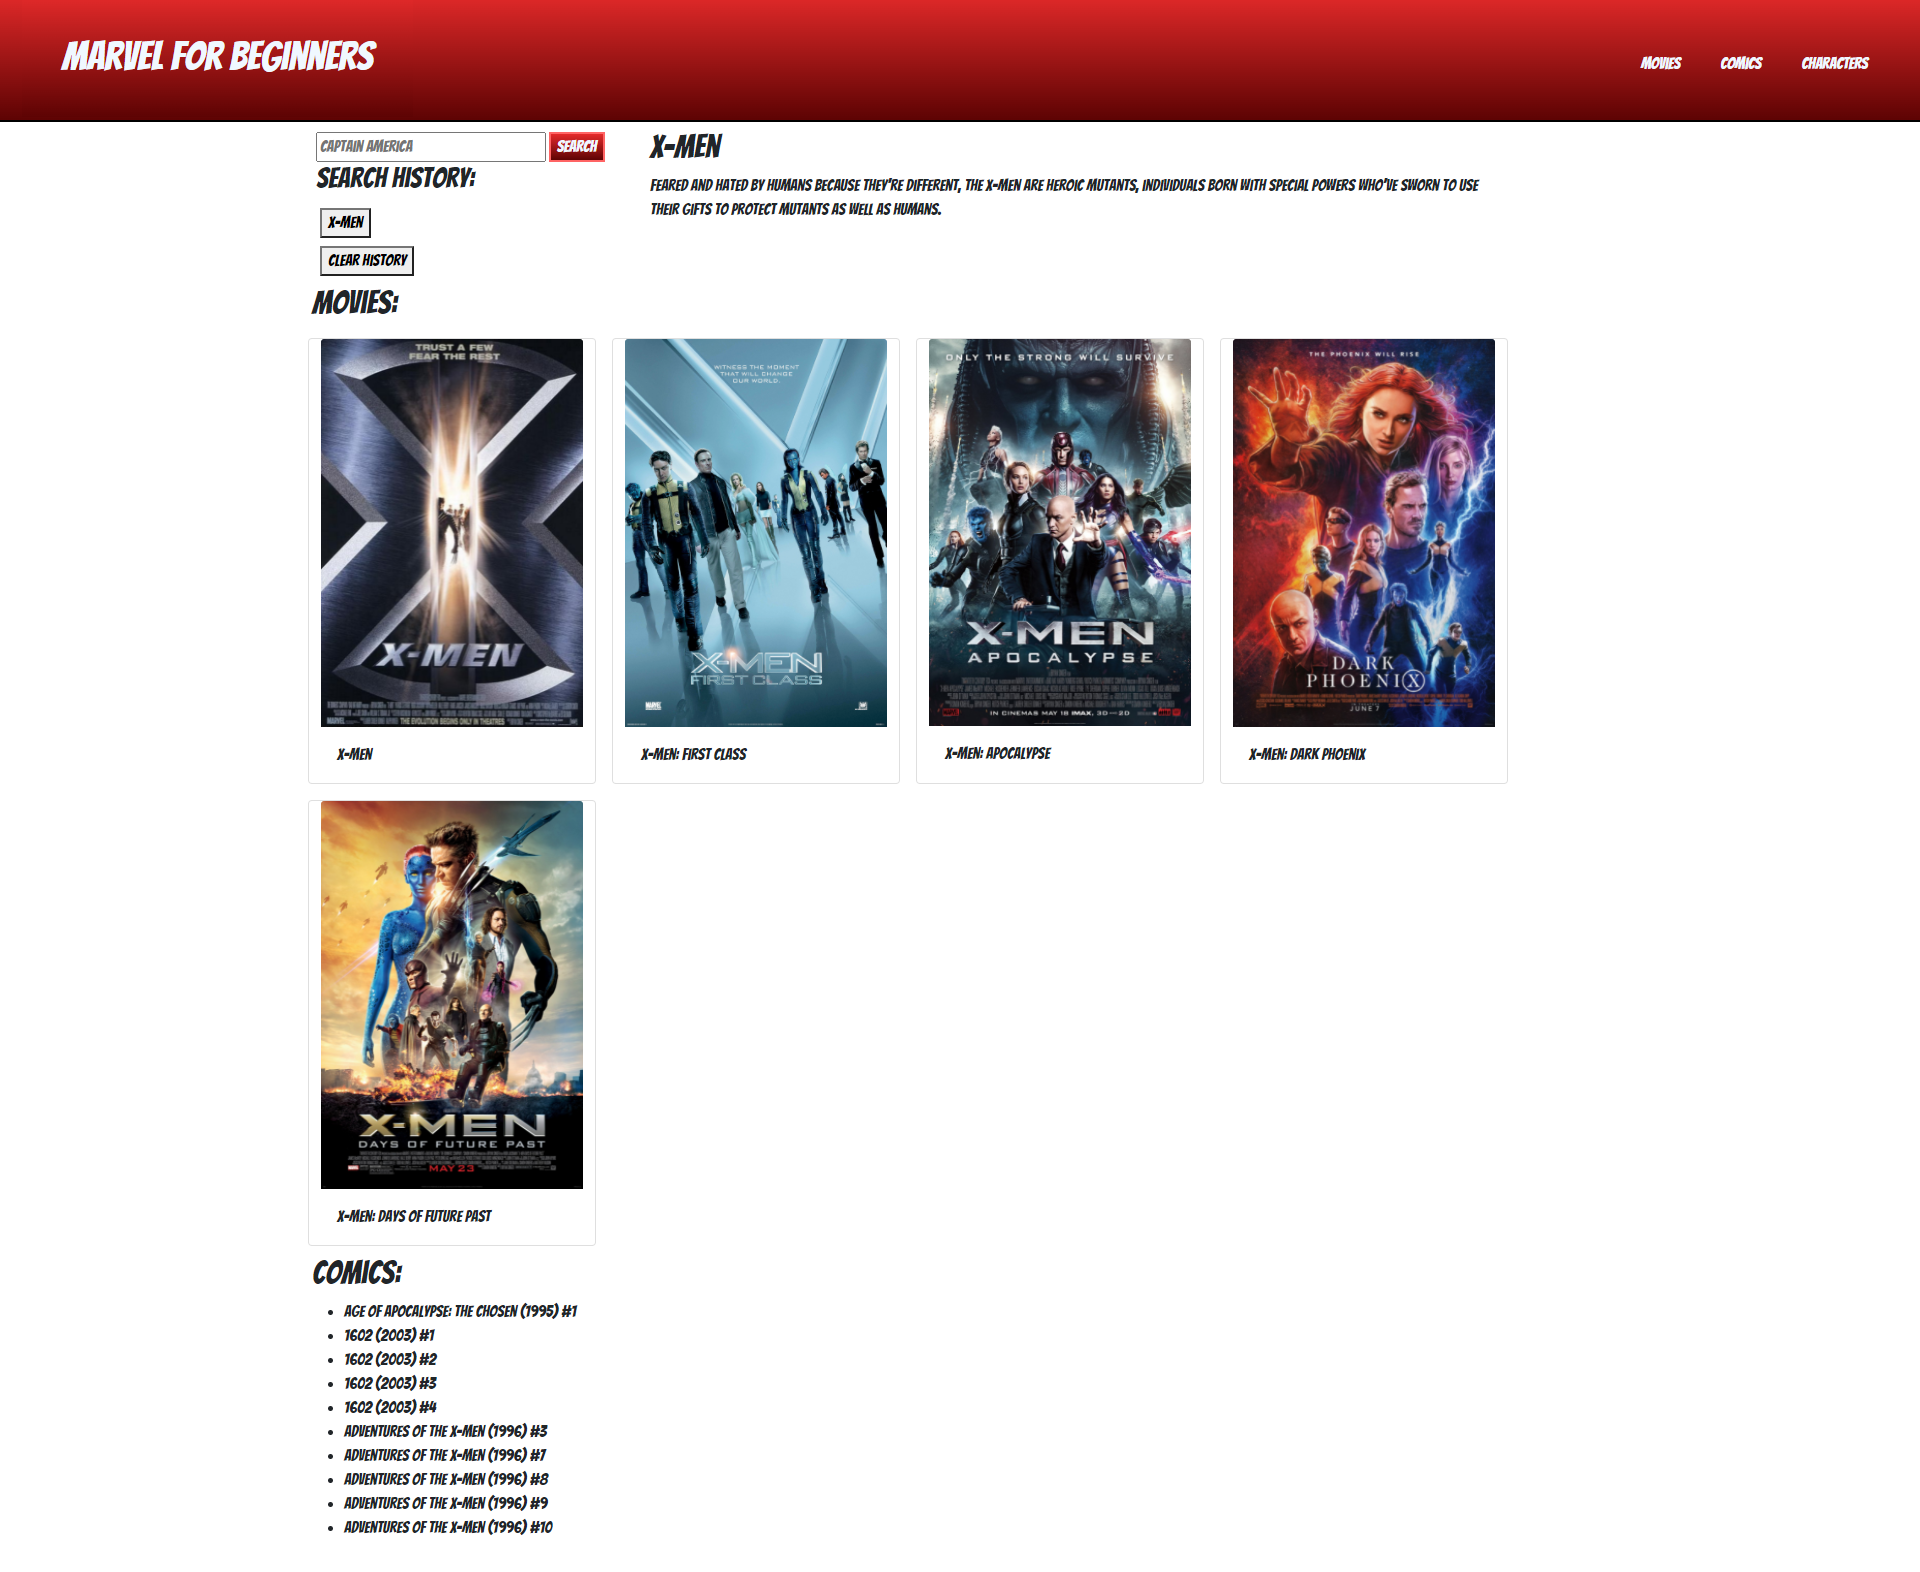 MARVEL FOR BEGINNERS
MOVIES COMICS CHARACTERS
CAPTAIN AMERICA SEARCH
SEARCH HISTORY:
X-MEN
CLEAR HISTORY
X-MEN
FEARED AND HATED BY HUMANS BECAUSE THEY'RE DIFFERENT, THE X-MEN ARE HEROIC MUTANTS, INDIVIDUALS BORN WITH SPECIAL POWERS WHO'VE SWORN TO USE
THEIR GIFTS TO PROTECT MUTANTS AS WELL AS HUMANS.
MOVIES:
TRUST A FEW
FEAR THE REST
X-MEN
MARVEL
THE EVOLUTION BEGINS ONLY IN THEATRES
X-MEN
WITNESS THE MOMENT
THAT WILL CHANGE
OUR WORLD.
X-MEN
FIRST CLASS
MARVEL
X-MEN: FIRST CLASS
ONLY THE STRONG WILL SURVIVE
X-MEN
APOCALYPSE
IN CINEMAS MAY 18 IMAX, 3D AND 2D
X-MEN: APOCALYPSE
THE PHOENIX WILL RISE
DARK
PHOENIX
JUNE 7
X-MEN: DARK PHOENIX
X-MEN
DAYS OF FUTURE PAST
MAY 23
X-MEN: DAYS OF FUTURE PAST
COMICS:
• AGE OF APOCALYPSE: THE CHOSEN (1995) #1
• 1602 (2003) #1
• 1602 (2003) #2
• 1602 (2003) #3
• 1602 (2003) #4
• ADVENTURES OF THE X-MEN (1996) #3
• ADVENTURES OF THE X-MEN (1996) #7
• ADVENTURES OF THE X-MEN (1996) #8
• ADVENTURES OF THE X-MEN (1996) #9
• ADVENTURES OF THE X-MEN (1996) #10